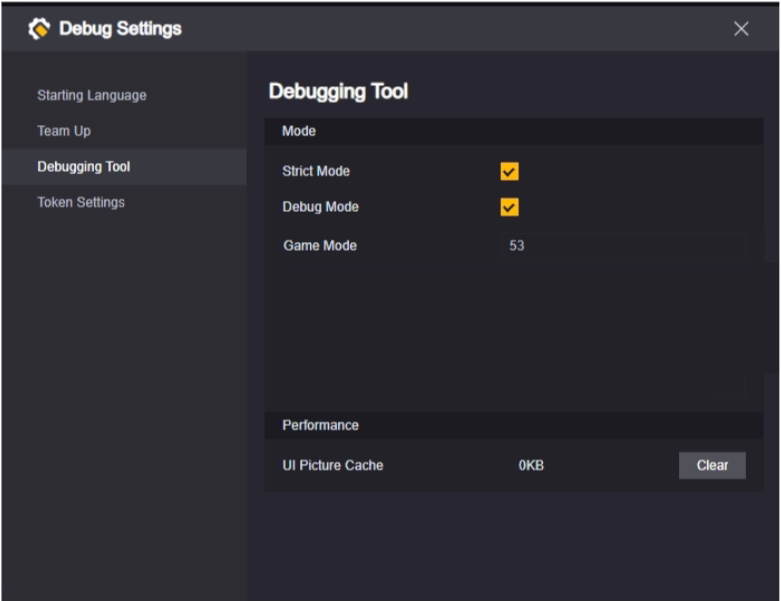 Debug Settings
Starting Language
Team Up
Debugging Tool
Token Settings
Debugging Tool
Mode
Strict Mode
Debug Mode
Game Mode 53
Performance
UI Picture Cache 0KB Clear